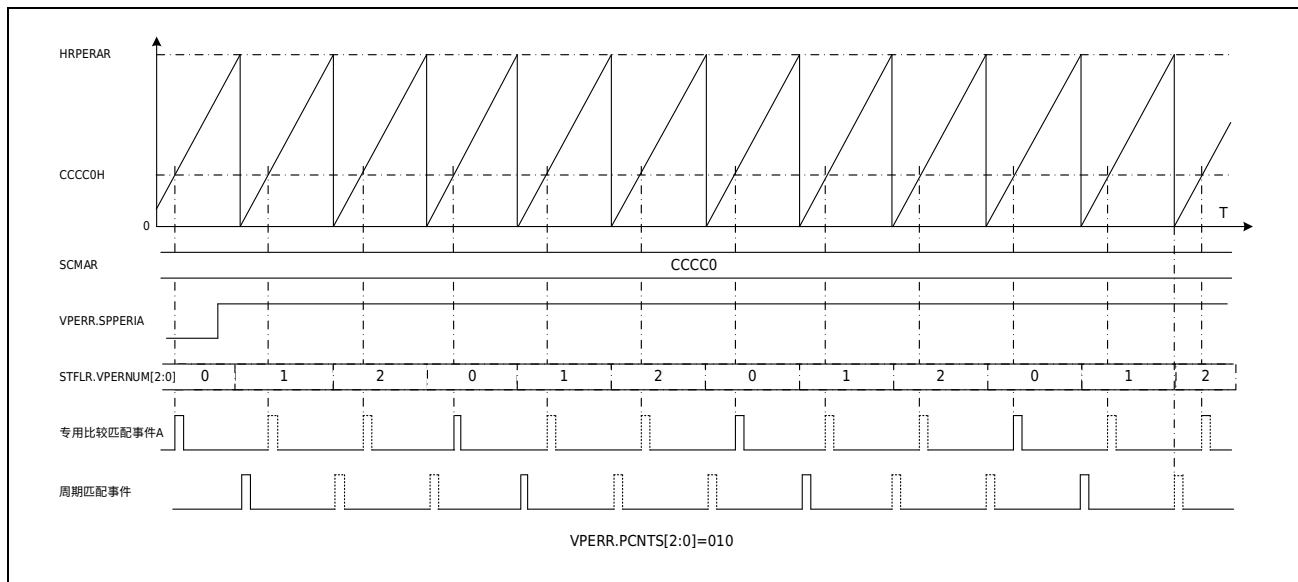 HRPERAR
CCCC0H
0
T
SCMAR CCCC0
VPERR.SPPERIA
STFLR.VPERNUM[2:0] 0 1 2 0 1 2 0 1 2 0 1 2
专用比较匹配事件A
周期匹配事件
VPERR.PCNTS[2:0]=010